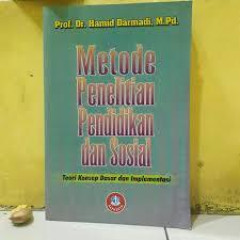 Prof. Dr. Hamid Darmadi, M.Pd.
Metode
Penelitian
Pendidikan
dan Sosial
Teori Konsep Dasar dan Implementasi